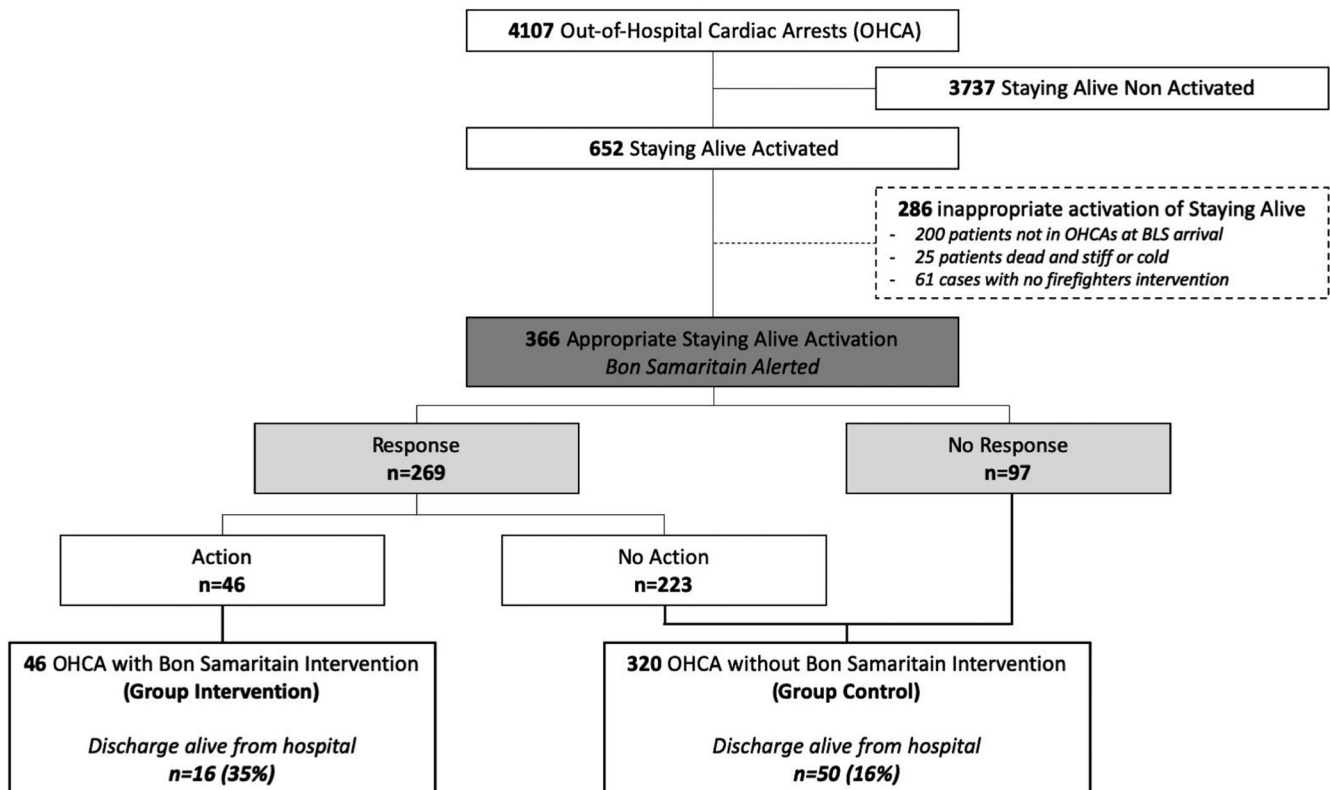 4107 Out-of-Hospital Cardiac Arrests (OHCA)
3737 Staying Alive Non Activated
652 Staying Alive Activated
286 inappropriate activation of Staying Alive
- 200 patients not in OHCAs at BLS arrival
- 25 patients dead and stiff or cold
- 61 cases with no firefighters intervention
366 Appropriate Staying Alive Activation
Bon Samaritain Alerted
Response
n=269
No Response
n=97
Action
n=46
No Action
n=223
46 OHCA with Bon Samaritain Intervention
(Group Intervention)
Discharge alive from hospital
n=16 (35%)
320 OHCA without Bon Samaritain Intervention
(Group Control)
Discharge alive from hospital
n=50 (16%)